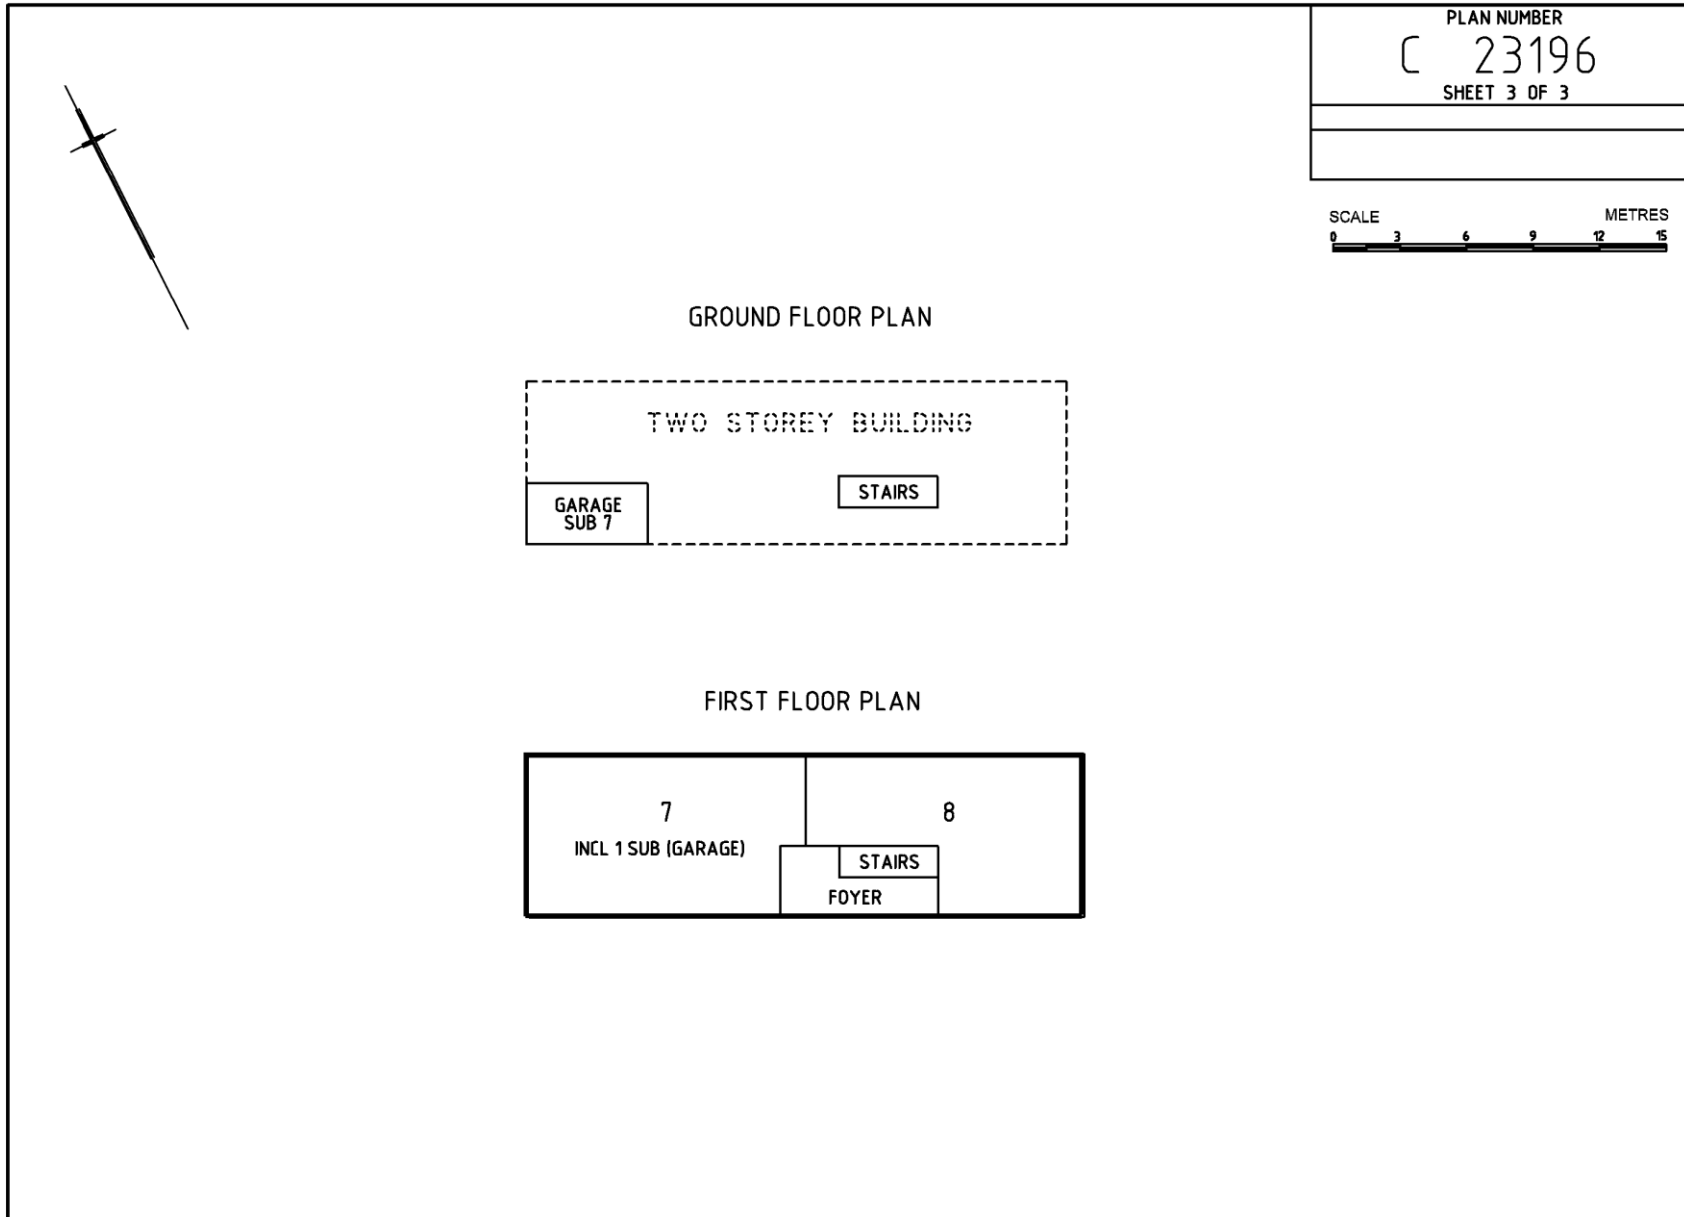 PLAN NUMBER
C 23196
SHEET 3 OF 3
SCALE METRES
0 3 6 9 12 15
GROUND FLOOR PLAN
TWO STOREY BUILDING
STAIRS
GARAGE
SUB 7
FIRST FLOOR PLAN
7
INCL 1 SUB (GARAGE)
8
STAIRS
FOYER